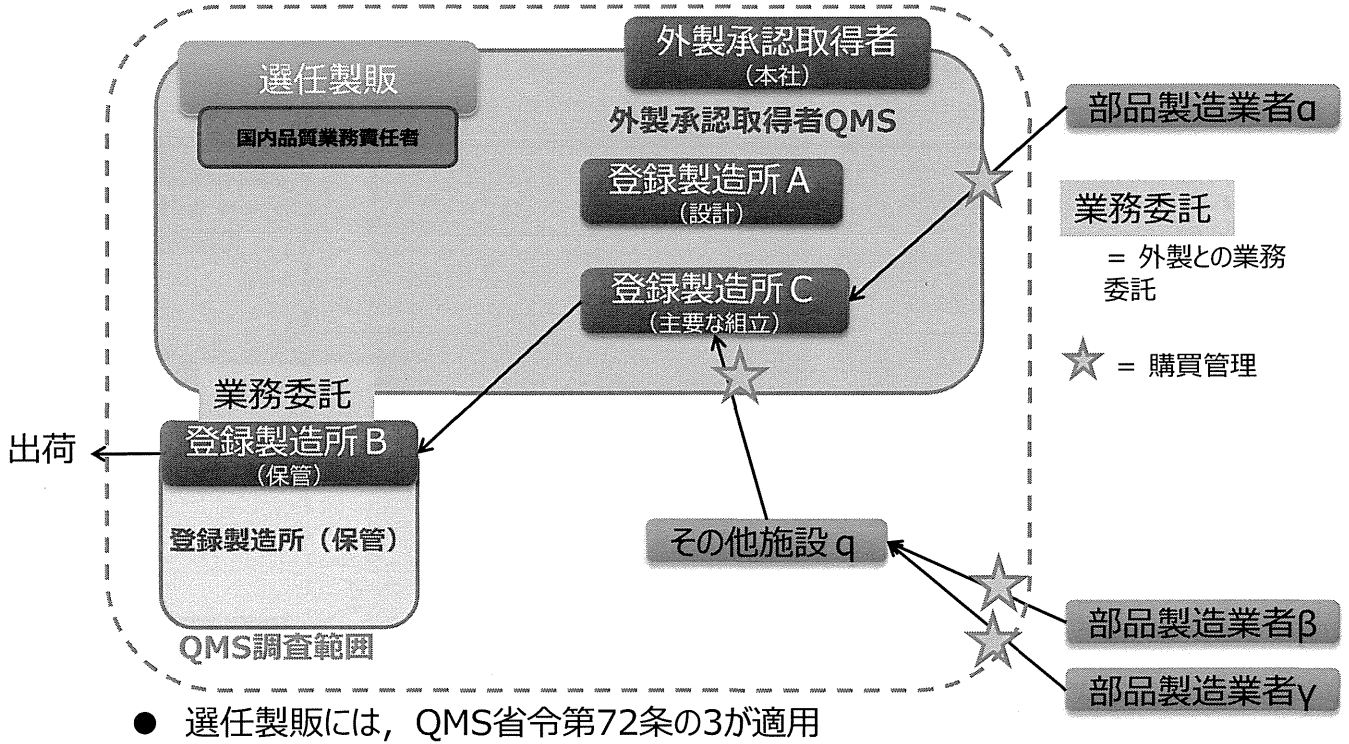 外製承認取得者
（本社）
選任製販
国内品質業務責任者
外製承認取得者QMS
部品製造業者α
登録製造所A
（設計）
業務委託
= 外製との業務
委託
登録製造所C
（主要な組立）
= 購買管理
業務委託
登録製造所B
（保管）
出荷
登録製造所（保管）
その他施設q
部品製造業者β
QMS調査範囲
部品製造業者γ
● 選任製販には，QMS省令第72条の3が適用